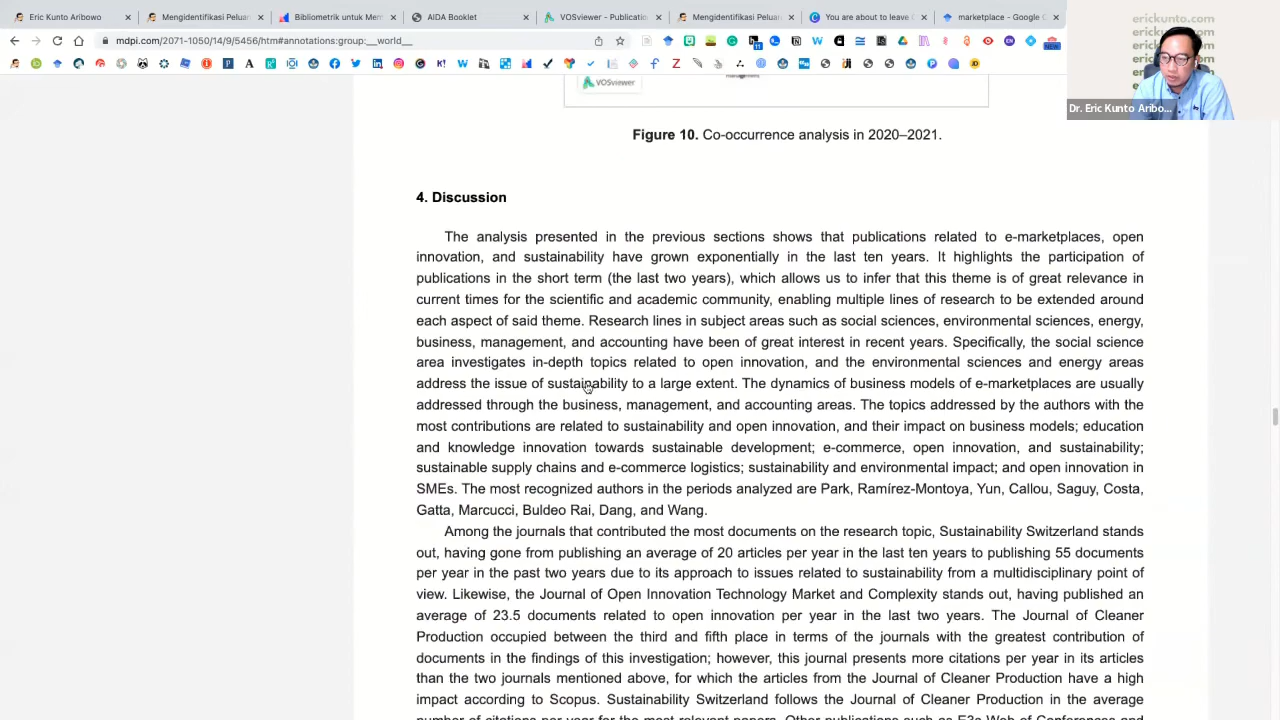 Eric Kunto Aribowo
Mengidentifikasi Peluan
Bibliometrik untuk Mem
AIDA Booklet
VOSviewer - Publicatio
Mengidentifikasi Peluan
You are about to leave
marketplace - Google C
mdpi.com/2071-1050/14/9/5456/htm#annotations:group:__world__
erickunto.com
Dr. Eric Kunto Aribo...
VOSviewer
Figure 10. Co-occurrence analysis in 2020–2021.
4. Discussion
The analysis presented in the previous sections shows that publications related to e-marketplaces, open
innovation, and sustainability have grown exponentially in the last ten years. It highlights the participation of
publications in the short term (the last two years), which allows us to infer that this theme is of great relevance in
current times for the scientific and academic community, enabling multiple lines of research to be extended around
each aspect of said theme. Research lines in subject areas such as social sciences, environmental sciences, energy,
business, management, and accounting have been of great interest in recent years. Specifically, the social science
area investigates in-depth topics related to open innovation, and the environmental sciences and energy areas
address the issue of sustainability to a large extent. The dynamics of business models of e-marketplaces are usually
addressed through the business, management, and accounting areas. The topics addressed by the authors with the
most contributions are related to sustainability and open innovation, and their impact on business models; education
and knowledge innovation towards sustainable development; e-commerce, open innovation, and sustainability;
sustainable supply chains and e-commerce logistics; sustainability and environmental impact; and open innovation in
SMEs. The most recognized authors in the periods analyzed are Park, Ramírez-Montoya, Yun, Callou, Saguy, Costa,
Gatta, Marcucci, Buldeo Rai, Dang, and Wang.
Among the journals that contributed the most documents on the research topic, Sustainability Switzerland stands
out, having gone from publishing an average of 20 articles per year in the last ten years to publishing 55 documents
per year in the past two years due to its approach to issues related to sustainability from a multidisciplinary point of
view. Likewise, the Journal of Open Innovation Technology Market and Complexity stands out, having published an
average of 23.5 documents related to open innovation per year in the last two years. The Journal of Cleaner
Production occupied between the third and fifth place in terms of the journals with the greatest contribution of
documents in the findings of this investigation; however, this journal presents more citations per year in its articles
than the two journals mentioned above, for which the articles from the Journal of Cleaner Production have a high
impact according to Scopus. Sustainability Switzerland follows the Journal of Cleaner Production in the average
number of citations per year for the most relevant papers. Other publications such as E3s Web of Conferences and